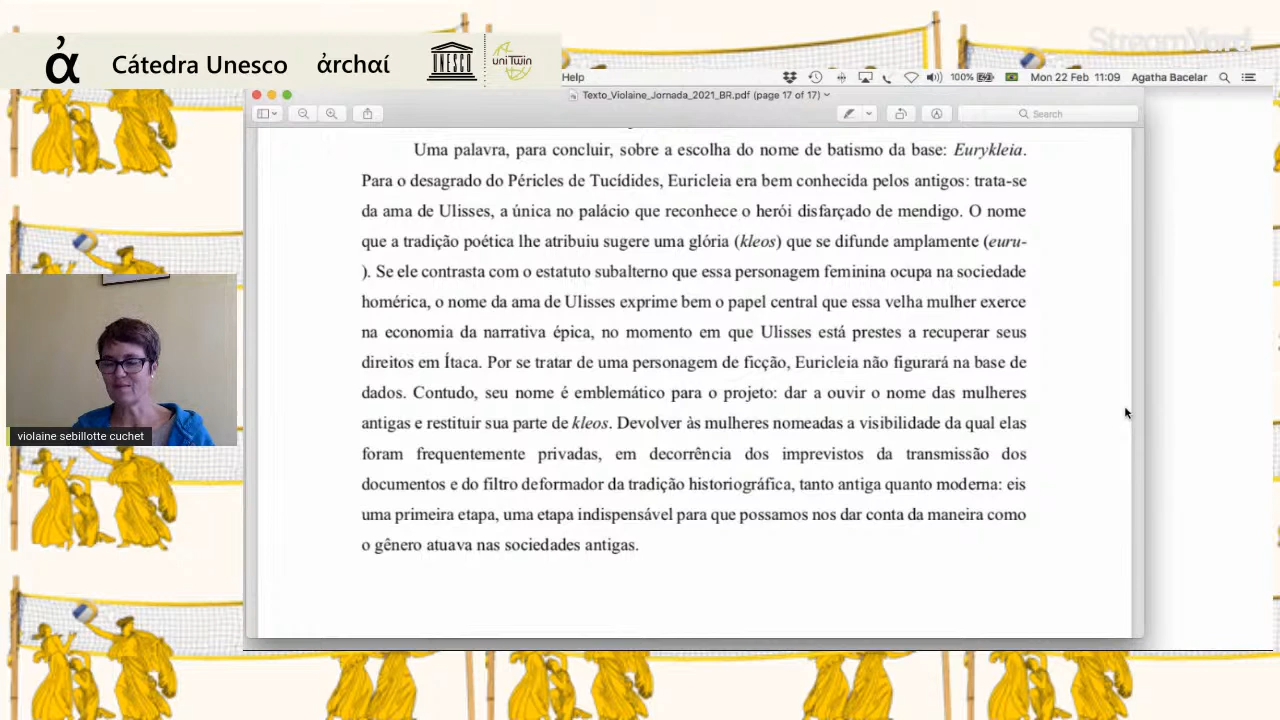 StreamYard
ἀ Cátedra Unesco ἀrchaí
UNESCO
uniTwin
Help
100%
Mon 22 Feb 11:09 Agatha Bacelar
Texto_Violaine_Jornada_2021_BR.pdf (page 17 of 17)
Search
Uma palavra, para concluir, sobre a escolha do nome de batismo da base: Eurykleia.
Para o desagrado do Péricles de Tucídides, Euricleia era bem conhecida pelos antigos: trata-se
da ama de Ulisses, a única no palácio que reconhece o herói disfarçado de mendigo. O nome
que a tradição poética lhe atribuiu sugere uma glória (kleos) que se difunde amplamente (euru-
). Se ele contrasta com o estatuto subalterno que essa personagem feminina ocupa na sociedade
homérica, o nome da ama de Ulisses exprime bem o papel central que essa velha mulher exerce
na economia da narrativa épica, no momento em que Ulisses está prestes a recuperar seus
direitos em Ítaca. Por se tratar de uma personagem de ficção, Euricleia não figurará na base de
dados. Contudo, seu nome é emblemático para o projeto: dar a ouvir o nome das mulheres
antigas e restituir sua parte de kleos. Devolver às mulheres nomeadas a visibilidade da qual elas
foram frequentemente privadas, em decorrência dos imprevistos da transmissão dos
documentos e do filtro deformador da tradição historiográfica, tanto antiga quanto moderna: eis
uma primeira etapa, uma etapa indispensável para que possamos nos dar conta da maneira como
o gênero atuava nas sociedades antigas.
violaine sebillotte cuchet